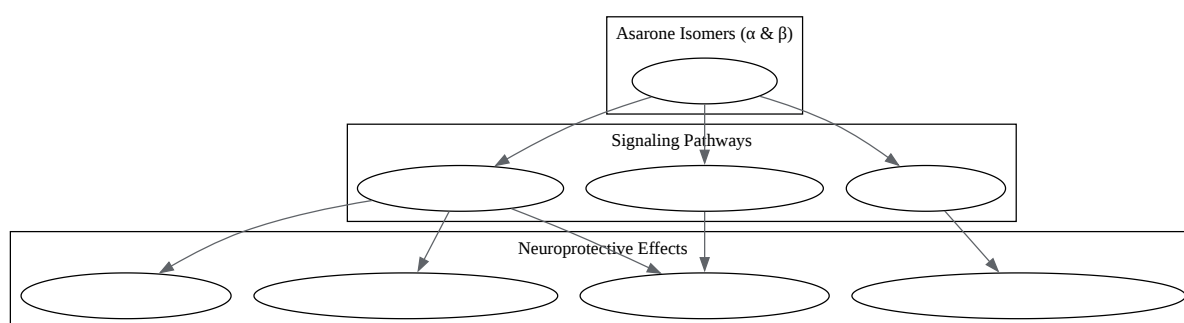 Asarone Isomers (α & β)
Signaling Pathways
Neuroprotective Effects